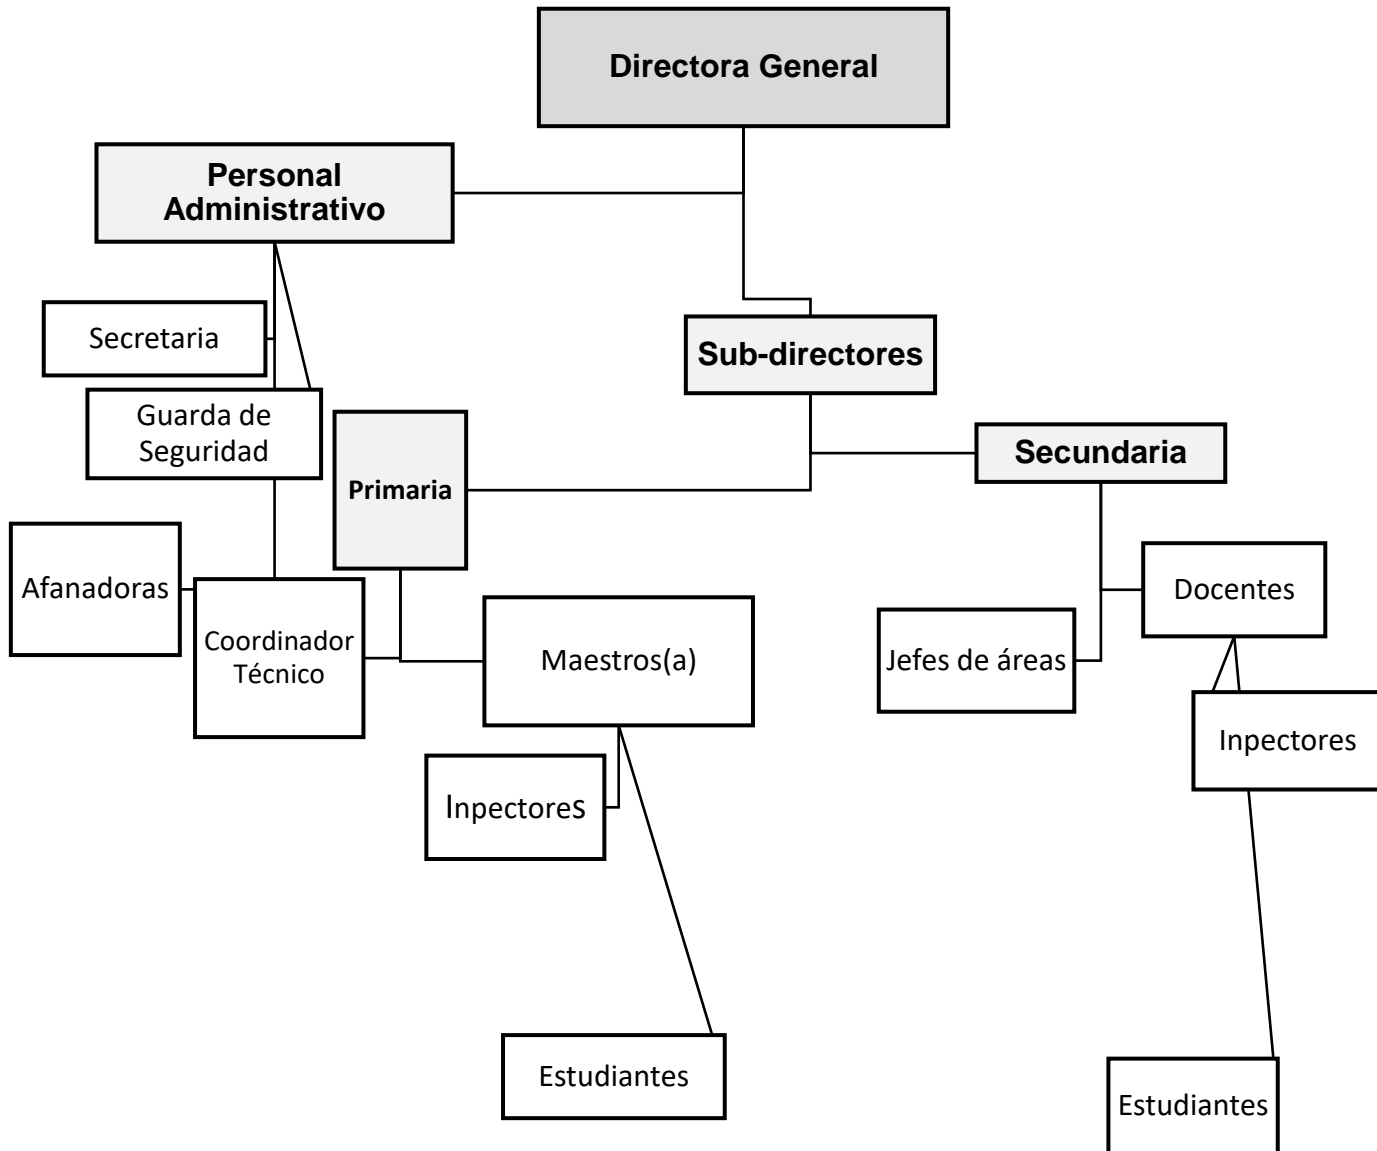 Directora General
Personal
Administrativo
Secretaria
Sub-directores
Guarda de
Seguridad
Primaria
Secundaria
Afanadoras
Coordinador
Técnico
Maestros(a)
Jefes de áreas
Docentes
Inpectores
Inpectores
Estudiantes
Estudiantes